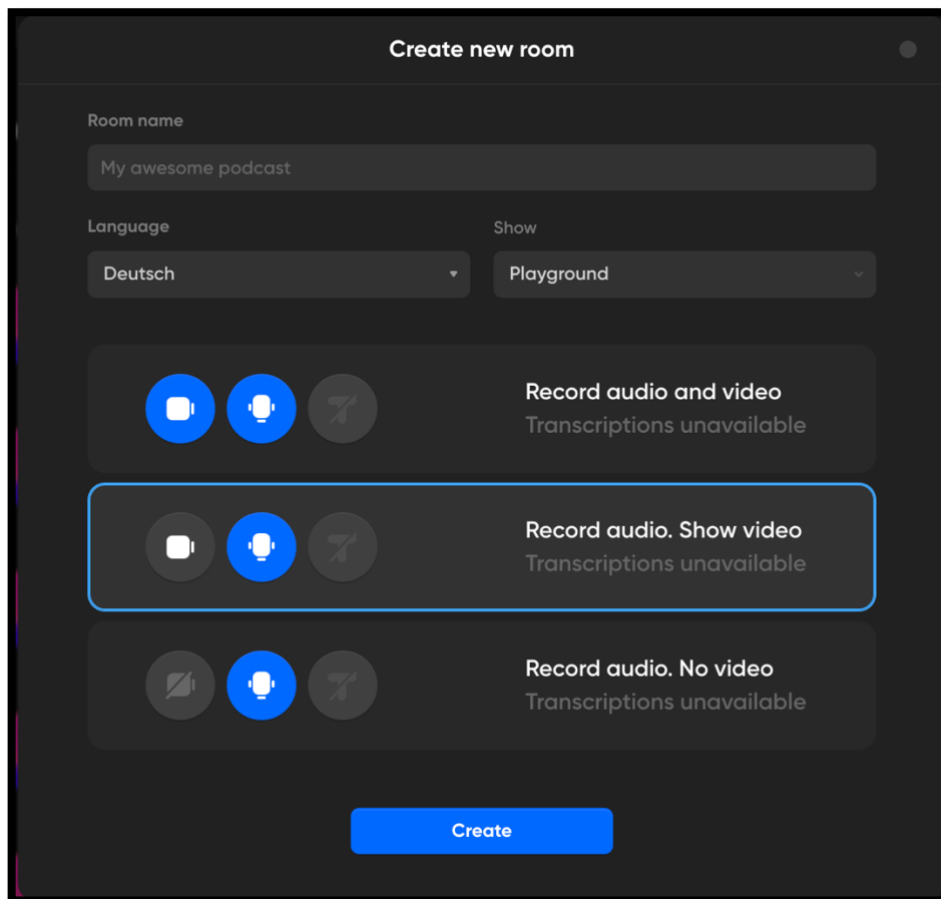 Create new room
Room name
My awesome podcast
Language
Show
Deutsch
Playground
Record audio and video
Transcriptions unavailable
Record audio. Show video
Transcriptions unavailable
Record audio. No video
Transcriptions unavailable
Create